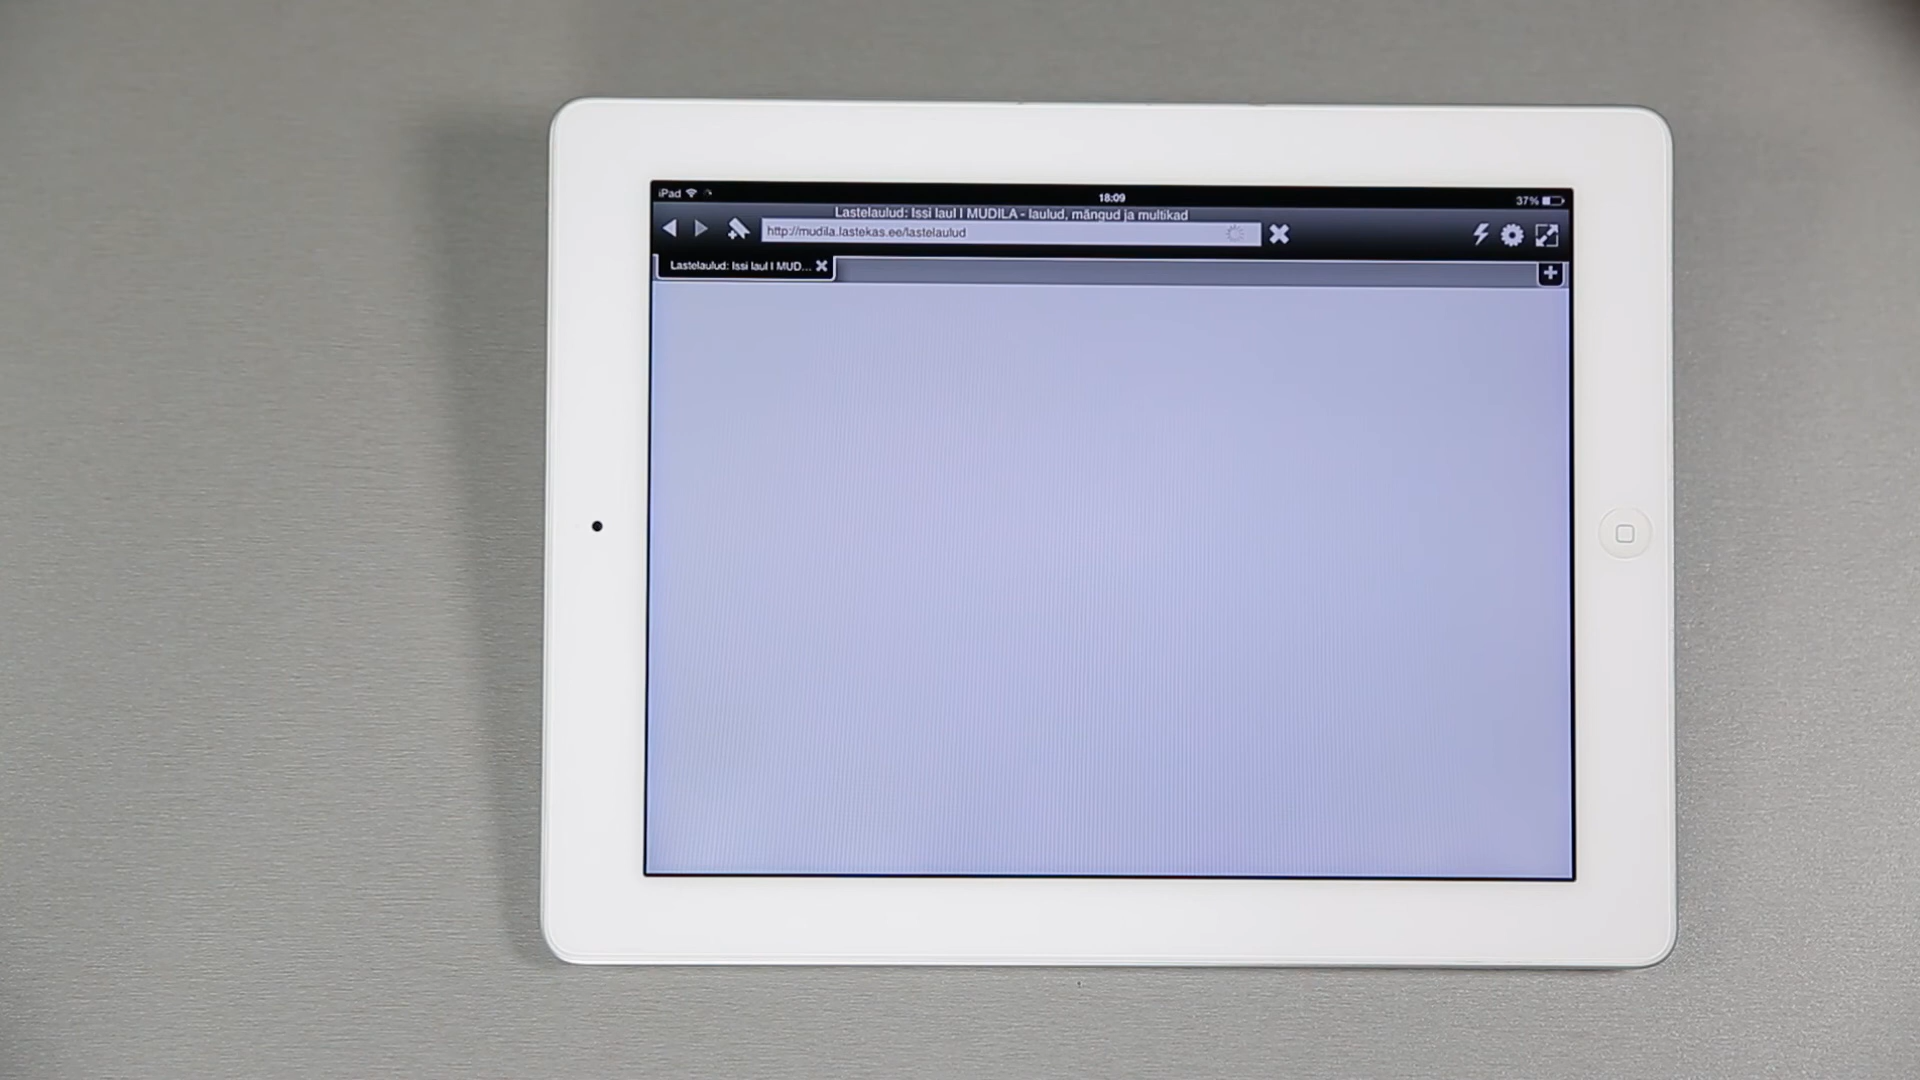 iPad
18:09
37%
Lastelaulud: Issi laul I MUDILA - laulud, mängud ja multikad
http://mudila.lastekas.ee/lastelaulud
Lastelaulud: Issi laul I MUD...